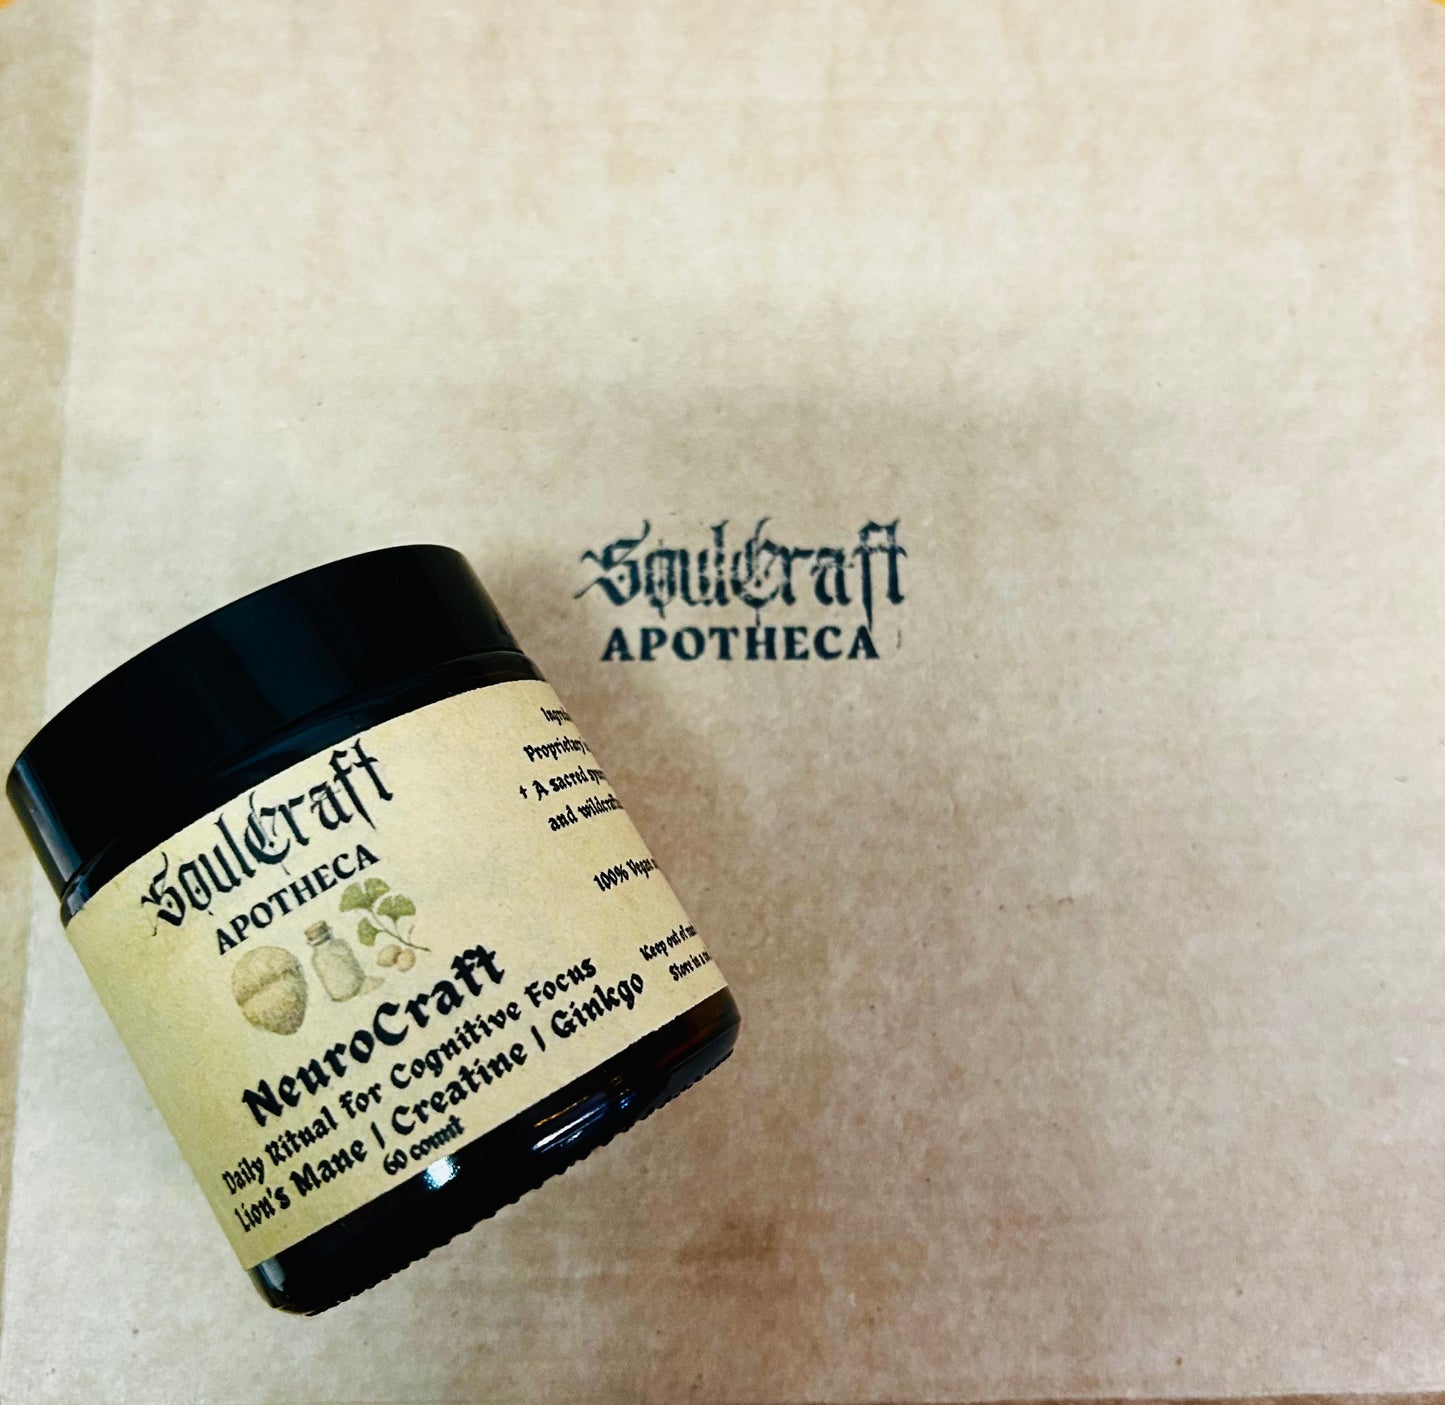 SoulCraft
APOTHECA
SoulCraft
APOTHECA
NeuroCraft
Daily Ritual for Cognitive Focus
Lion's Mane | Creatine | Ginkgo
60 count
Proprietary
+ A sacred
and
100% Vegan
Keep out of
Store in a